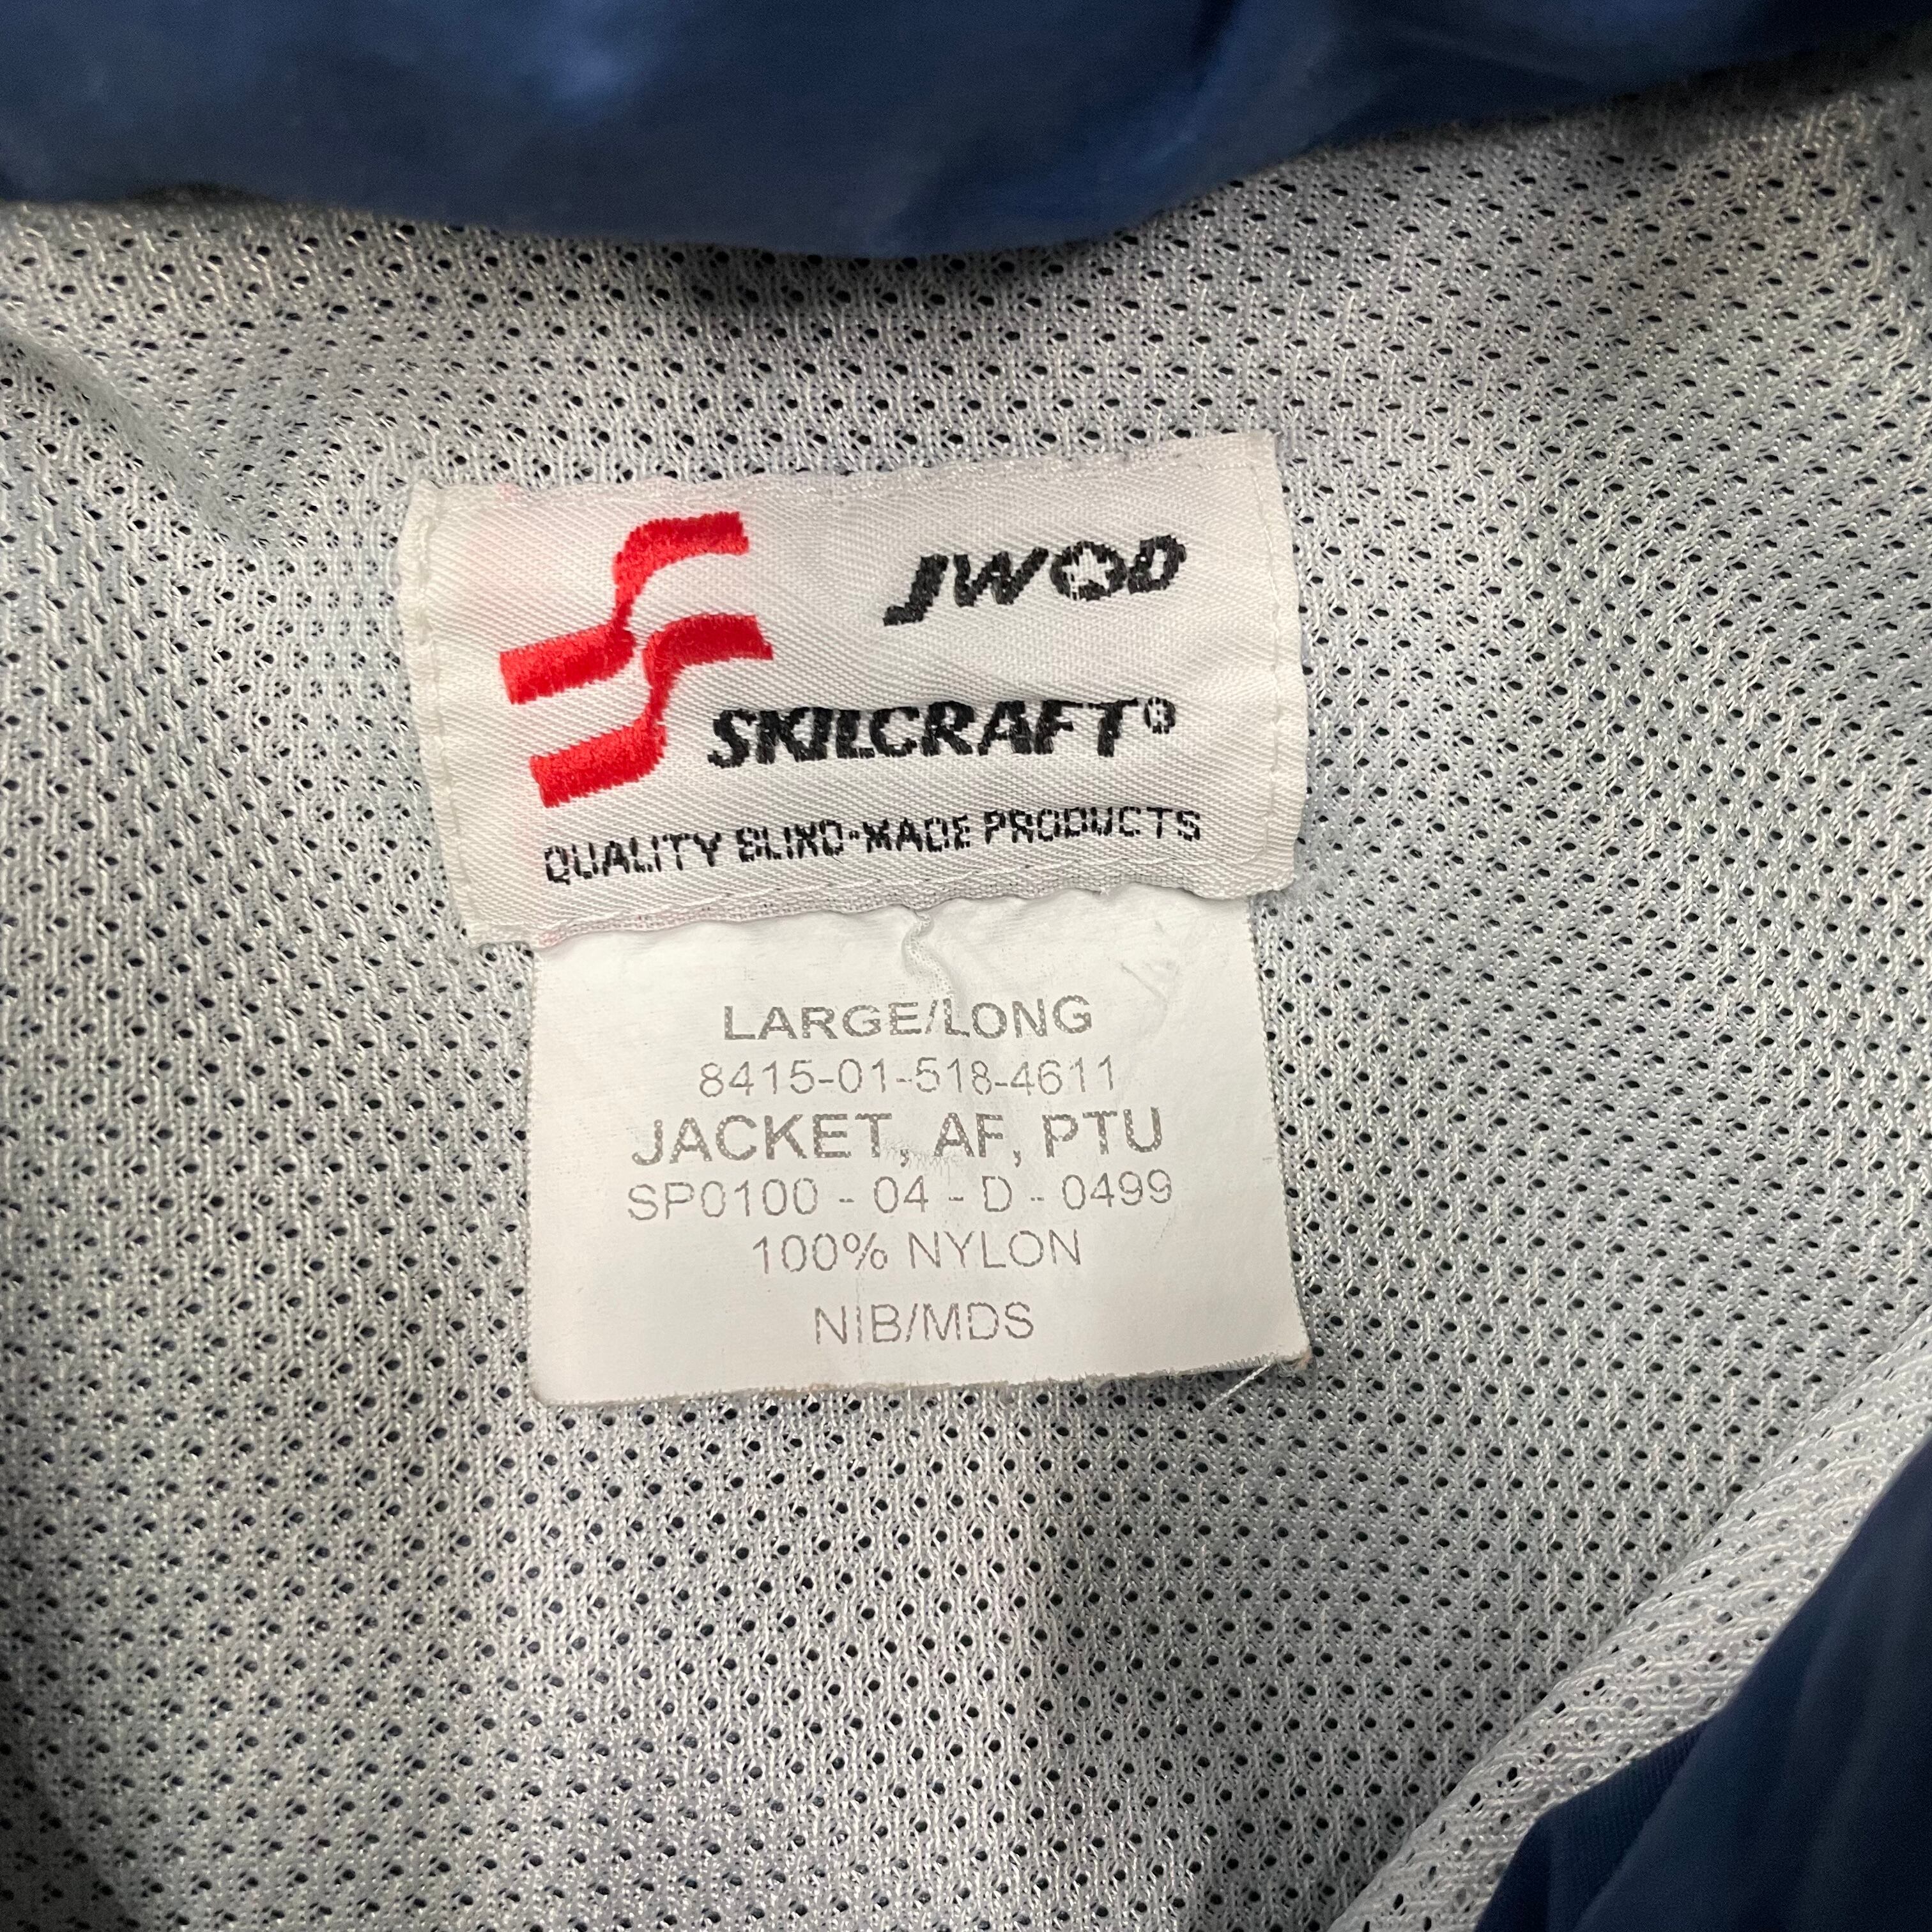 JWOD
SKILCRAFT®
QUALITY BLIND-MADE PRODUCTS
LARGE/LONG
8415-01-518-4611
JACKET, AF, PTU
SP0100 - 04 - D - 0499
100% NYLON
NIB/MDS